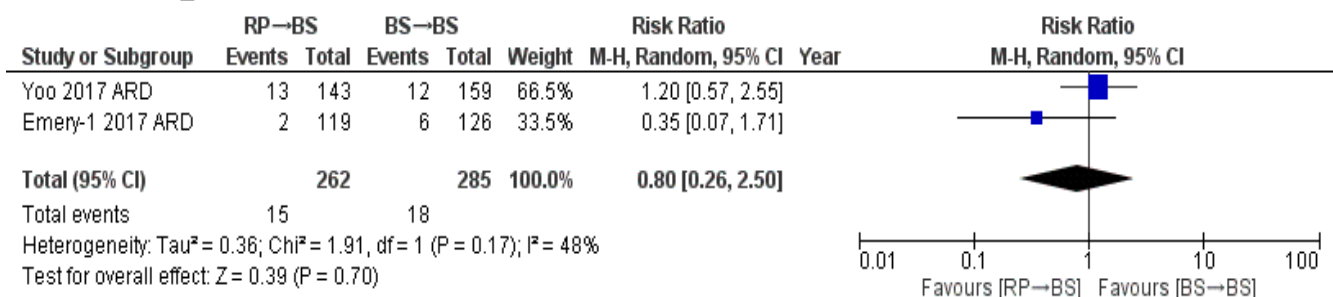 RP→BS BS→BS Risk Ratio Risk Ratio
Study or Subgroup Events Total Events Total Weight M-H, Random, 95% CI Year M-H, Random, 95% CI
Yoo 2017 ARD 13 143 12 159 66.5% 1.20 [0.57, 2.55]
Emery-1 2017 ARD 2 119 6 126 33.5% 0.35 [0.07, 1.71]
Total (95% CI) 262 285 100.0% 0.80 [0.26, 2.50]
Total events 15 18
Heterogeneity: Tau² = 0.36; Chi² = 1.91, df = 1 (P = 0.17); I² = 48%
Test for overall effect: Z = 0.39 (P = 0.70)
0.01 0.1 1 10 100
Favours [RP→BS] Favours [BS→BS]